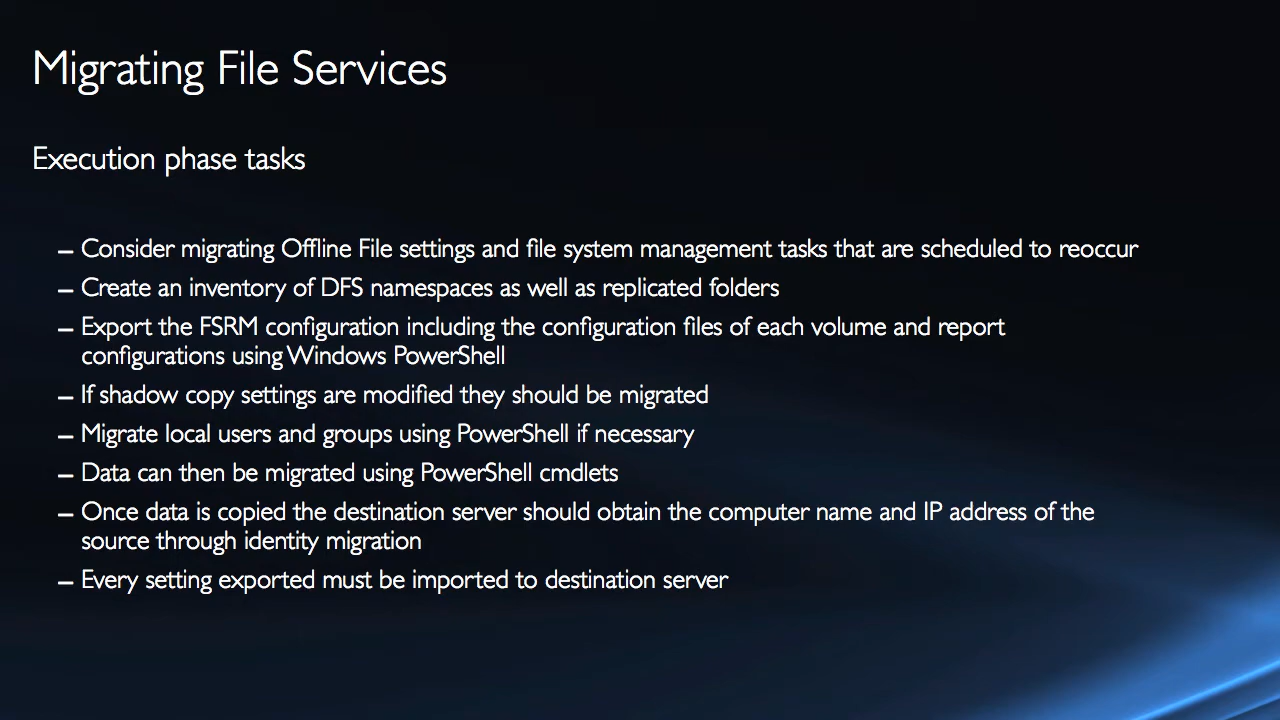 Migrating File Services
Execution phase tasks
– Consider migrating Offline File settings and file system management tasks that are scheduled to reoccur
– Create an inventory of DFS namespaces as well as replicated folders
– Export the FSRM configuration including the configuration files of each volume and report
configurations using Windows PowerShell
– If shadow copy settings are modified they should be migrated
– Migrate local users and groups using PowerShell if necessary
– Data can then be migrated using PowerShell cmdlets
– Once data is copied the destination server should obtain the computer name and IP address of the
source through identity migration
– Every setting exported must be imported to destination server